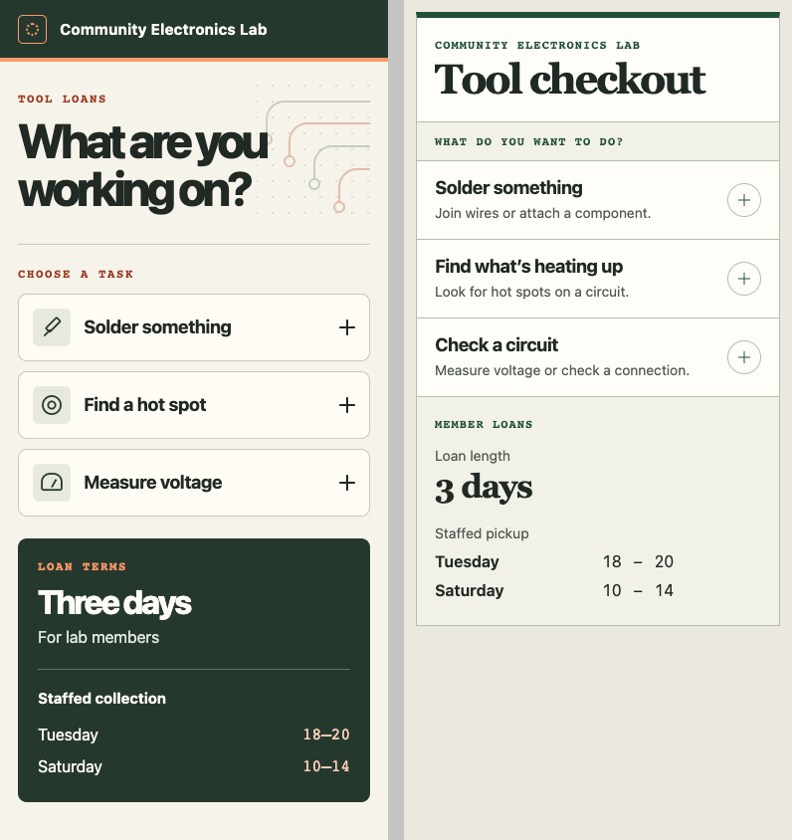 Community Electronics Lab
TOOL LOANS
What are you
working on?
CHOOSE A TASK
Solder something
Find a hot spot
Measure voltage
LOAN TERMS
Three days
For lab members
Staffed collection
Tuesday 18–20
Saturday 10–14
COMMUNITY ELECTRONICS LAB
Tool checkout
WHAT DO YOU WANT TO DO?
Solder something
Join wires or attach a component.
Find what’s heating up
Look for hot spots on a circuit.
Check a circuit
Measure voltage or check a connection.
MEMBER LOANS
Loan length
3 days
Staffed pickup
Tuesday 18 – 20
Saturday 10 – 14